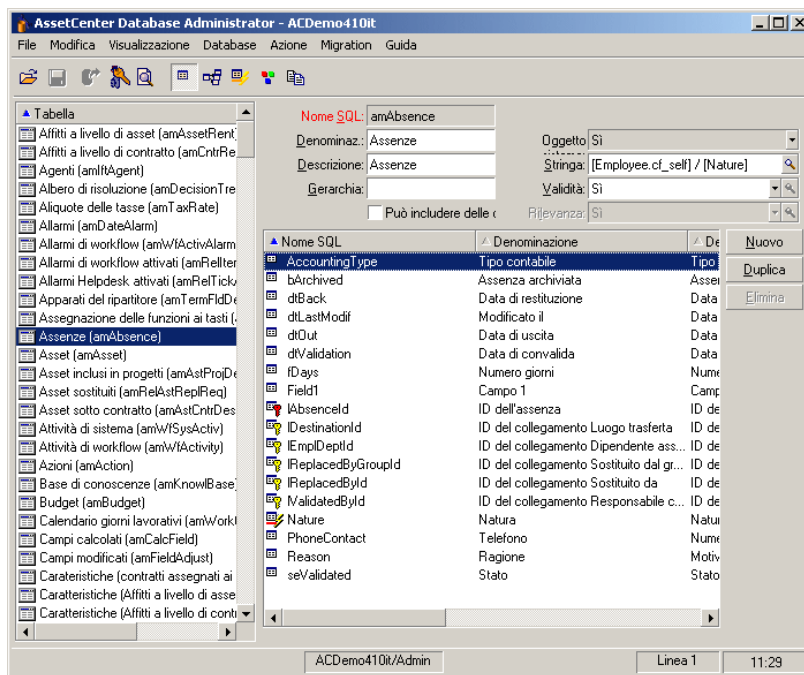 AssetCenter Database Administrator - ACDemo410it
File Modifica Visualizzazione Database Azione Migration Guida
Tabella
Affitti a livello di asset (amAssetRent)
Affitti a livello di contratto (amCntrRe
Agenti (amIftAgent)
Albero di risoluzione (amDecisionTre
Aliquote delle tasse (amTaxRate)
Allarmi (amDateAlarm)
Allarmi di workflow (amWfActivAlarm
Allarmi di workflow attivati (amRelIter
Allarmi Helpdesk attivati (amRelTick
Apparati del ripartitore (amTermFldDe
Assegnazione delle funzioni ai tasti (
Assenze (amAbsence)
Asset (amAsset)
Asset inclusi in progetti (amAstProjDe
Asset sostituiti (amRelAstReplReq)
Asset sotto contratto (amAstCntrDes
Attività di sistema (amWfSysActiv)
Attività di workflow (amWfActivity)
Azioni (amAction)
Base di conoscenze (amKnowlBase
Budget (amBudget)
Calendario giorni lavorativi (amWork
Campi calcolati (amCalcField)
Campi modificati (amFieldAdjust)
Carateristiche (contratti assegnati ai
Caratteristiche (Affitti a livello di asse
Caratteristiche (Affitti a livello di contr
Nome SQL: amAbsence
Denominaz.: Assenze
Oggetto Sì
Descrizione: Assenze
Stringa: [Employee.cf_self] / [Nature]
Gerarchia:
Validità: Sì
Può includere delle
Rilevanza: Sì
Nome SQL Denominazione De
AccountingType Tipo contabile Tipo
bArchived Assenza archiviata Asser
dtBack Data di restituzione Data
dtLastModif Modificato il Data
dtOut Data di uscita Data
dtValidation Data di convalida Data
fDays Numero giorni Nume
Field1 Campo 1 Camp
lAbsenceId ID dell'assenza ID de
lDestinationId ID del collegamento Luogo trasferta ID de
lEmplDeptId ID del collegamento Dipendente ass... ID de
lReplacedByGroupId ID del collegamento Sostituito dal gr... ID de
lReplacedById ID del collegamento Sostituito da ID de
lValidatedById ID del collegamento Responsabile c... ID de
Nature Natura Natur
PhoneContact Telefono Nume
Reason Ragione Motiv
seValidated Stato Stato
Nuovo
Duplica
Elimina
ACDemo410it/Admin Linea 1 11:29